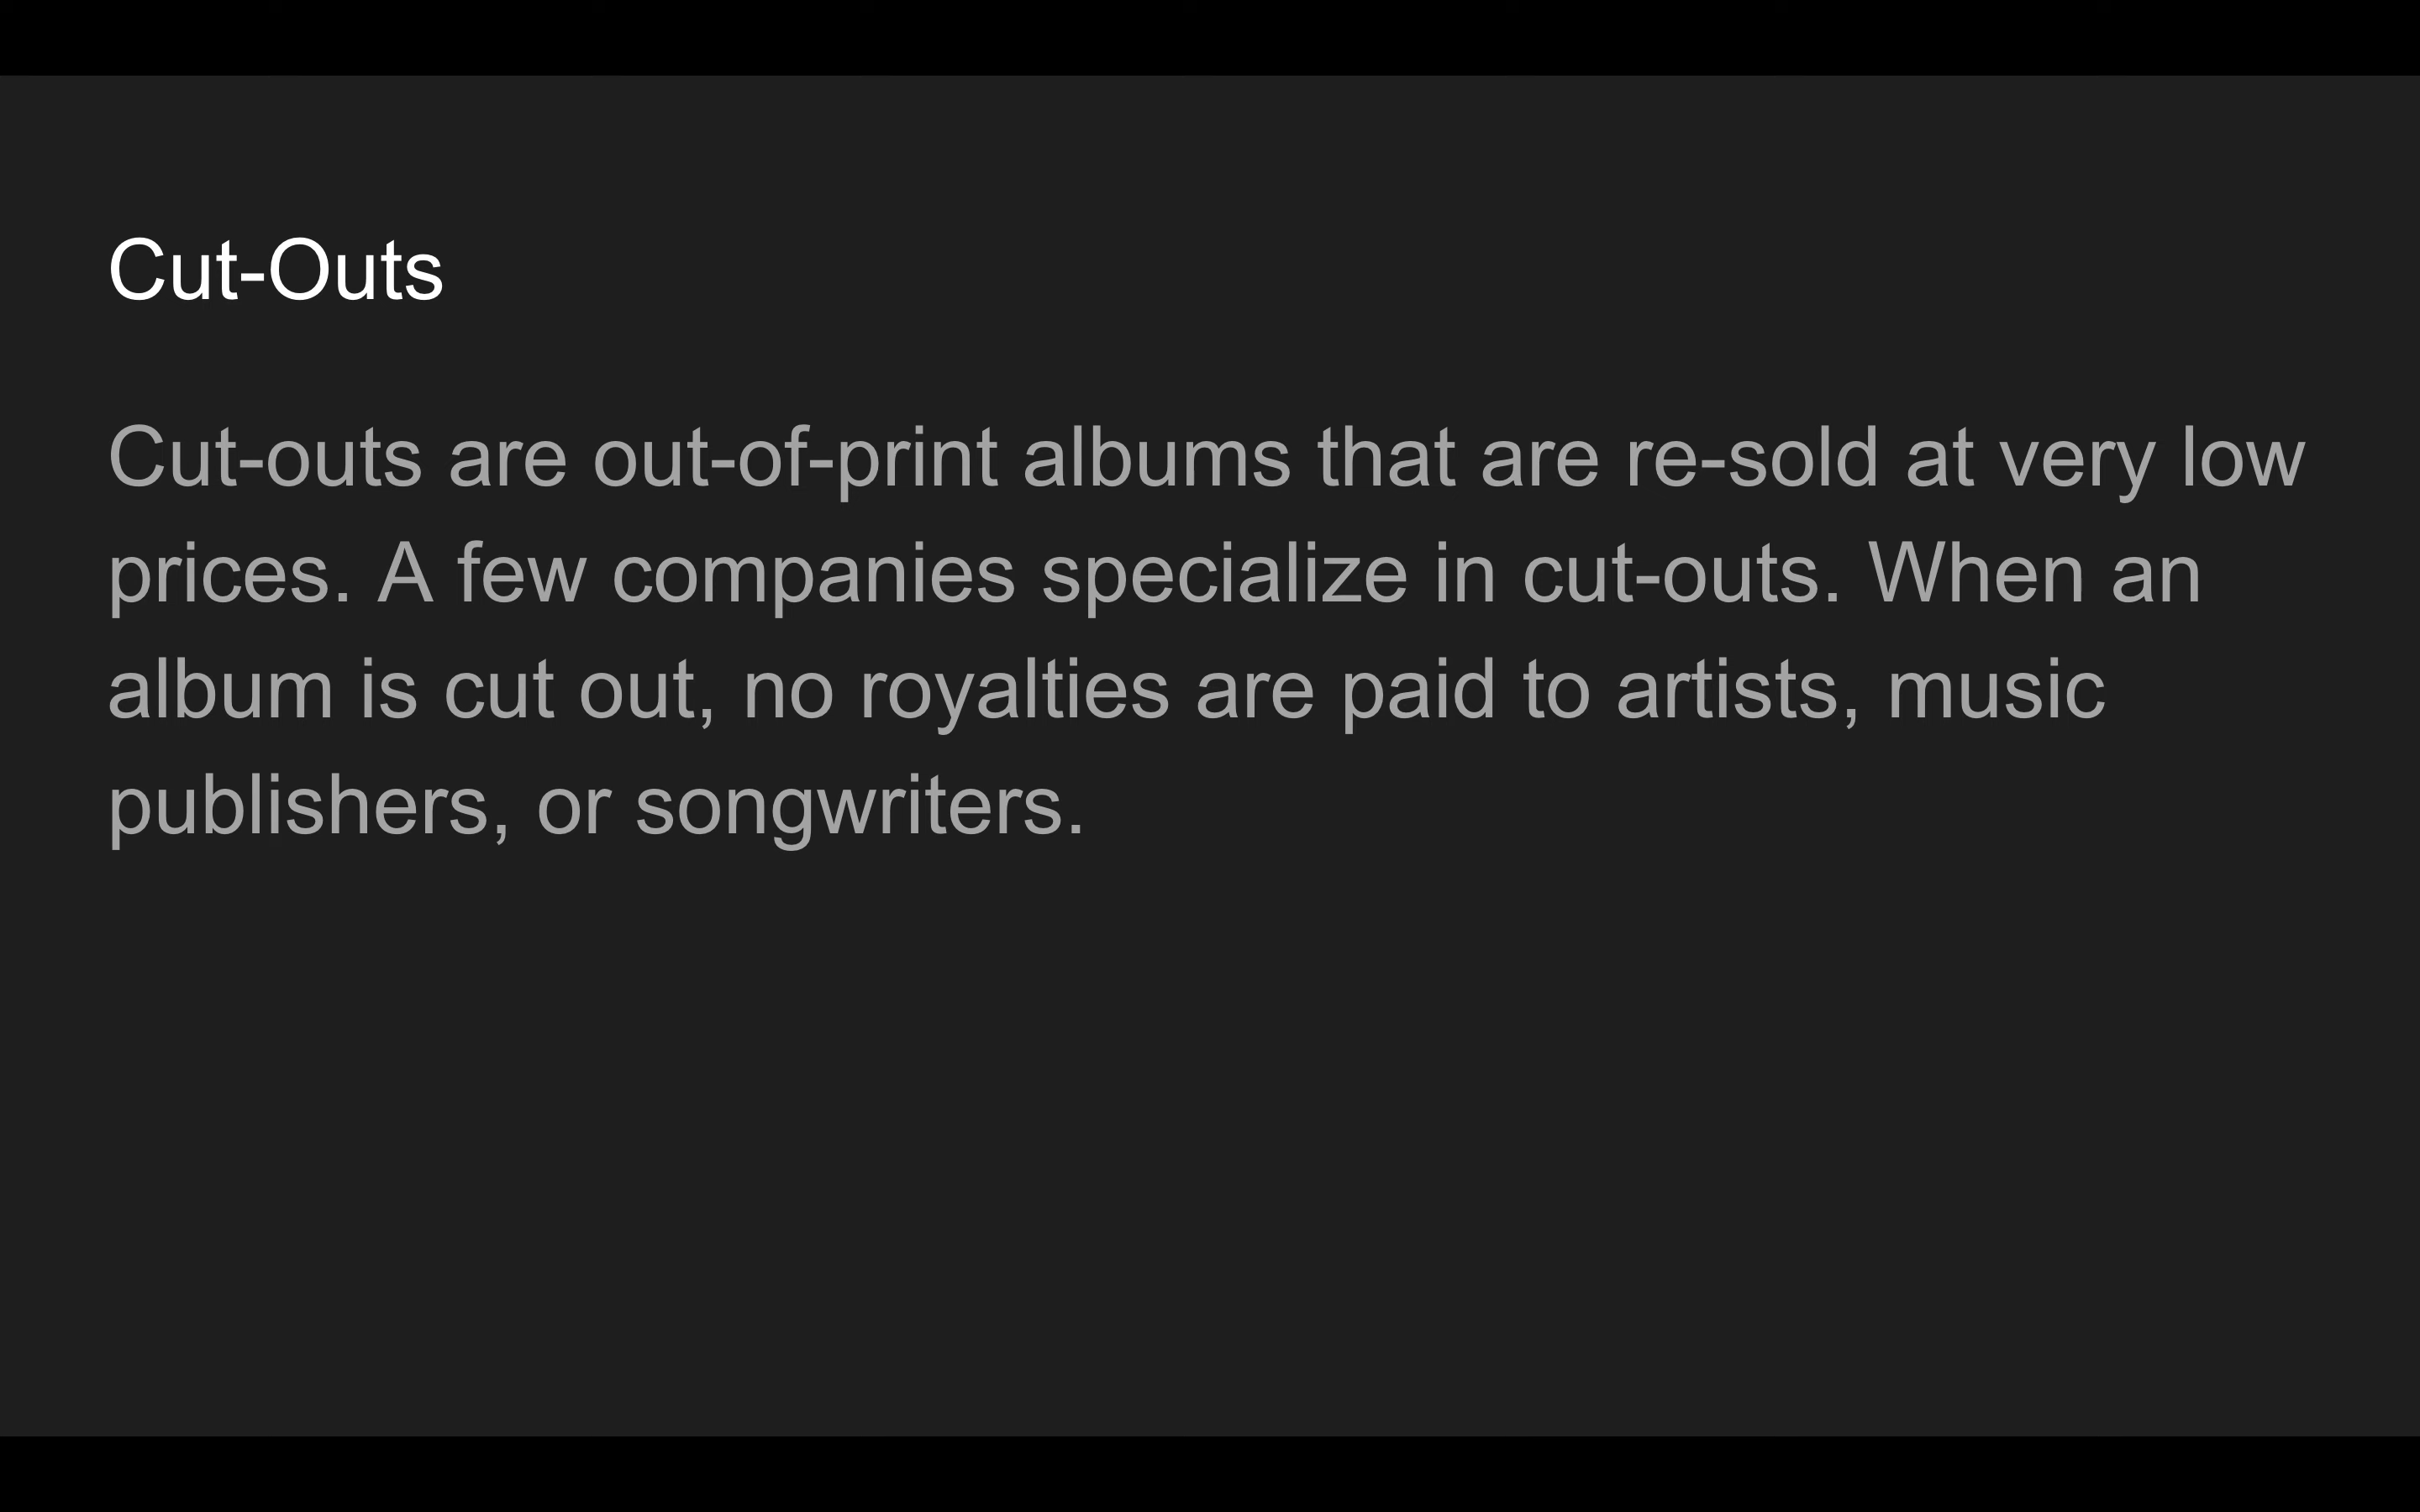 Cut-Outs
Cut-outs are out-of-print albums that are re-sold at very low
prices. A few companies specialize in cut-outs. When an
album is cut out, no royalties are paid to artists, music
publishers, or songwriters.